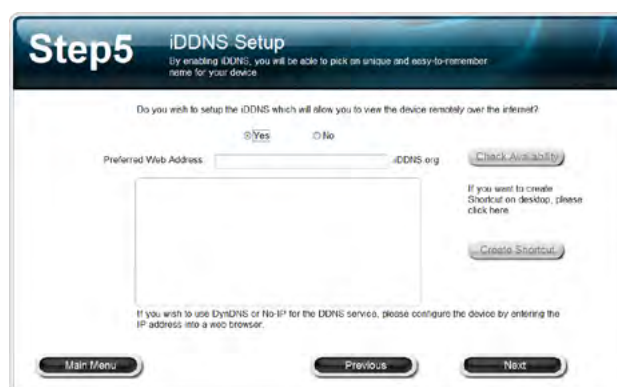 Step5
iDDNS Setup
By enabling iDDNS, you will be able to pick an unique and easy-to-remember
name for your device
Do you wish to setup the iDDNS which will allow you to view the device remotely over the internet?
Yes
No
Preferred Web Address
.iDDNS.org
Check Availability
If you want to create
Shortcut on desktop, please
click here
Create Shortcut
If you wish to use DynDNS or No-IP for the DDNS service, please configure the device by entering the
IP address into a web browser.
Main Menu
Previous
Next